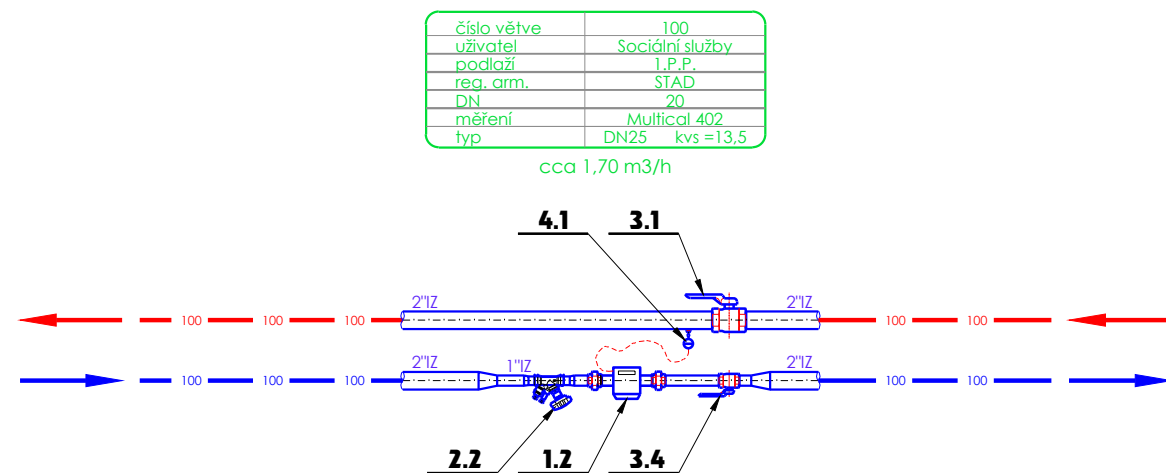 číslo větve 100
uživatel Sociální služby
podlaží 1.P.P.
reg. arm. STAD
DN 20
měření Multical 402
typ DN25 kvs =13,5
cca 1,70 m3/h
4.1 3.1
2"IZ 2"IZ
100 100 100 100 100
2"IZ 1"IZ 2"IZ
100 100 100 100 100
2.2 1.2 3.4